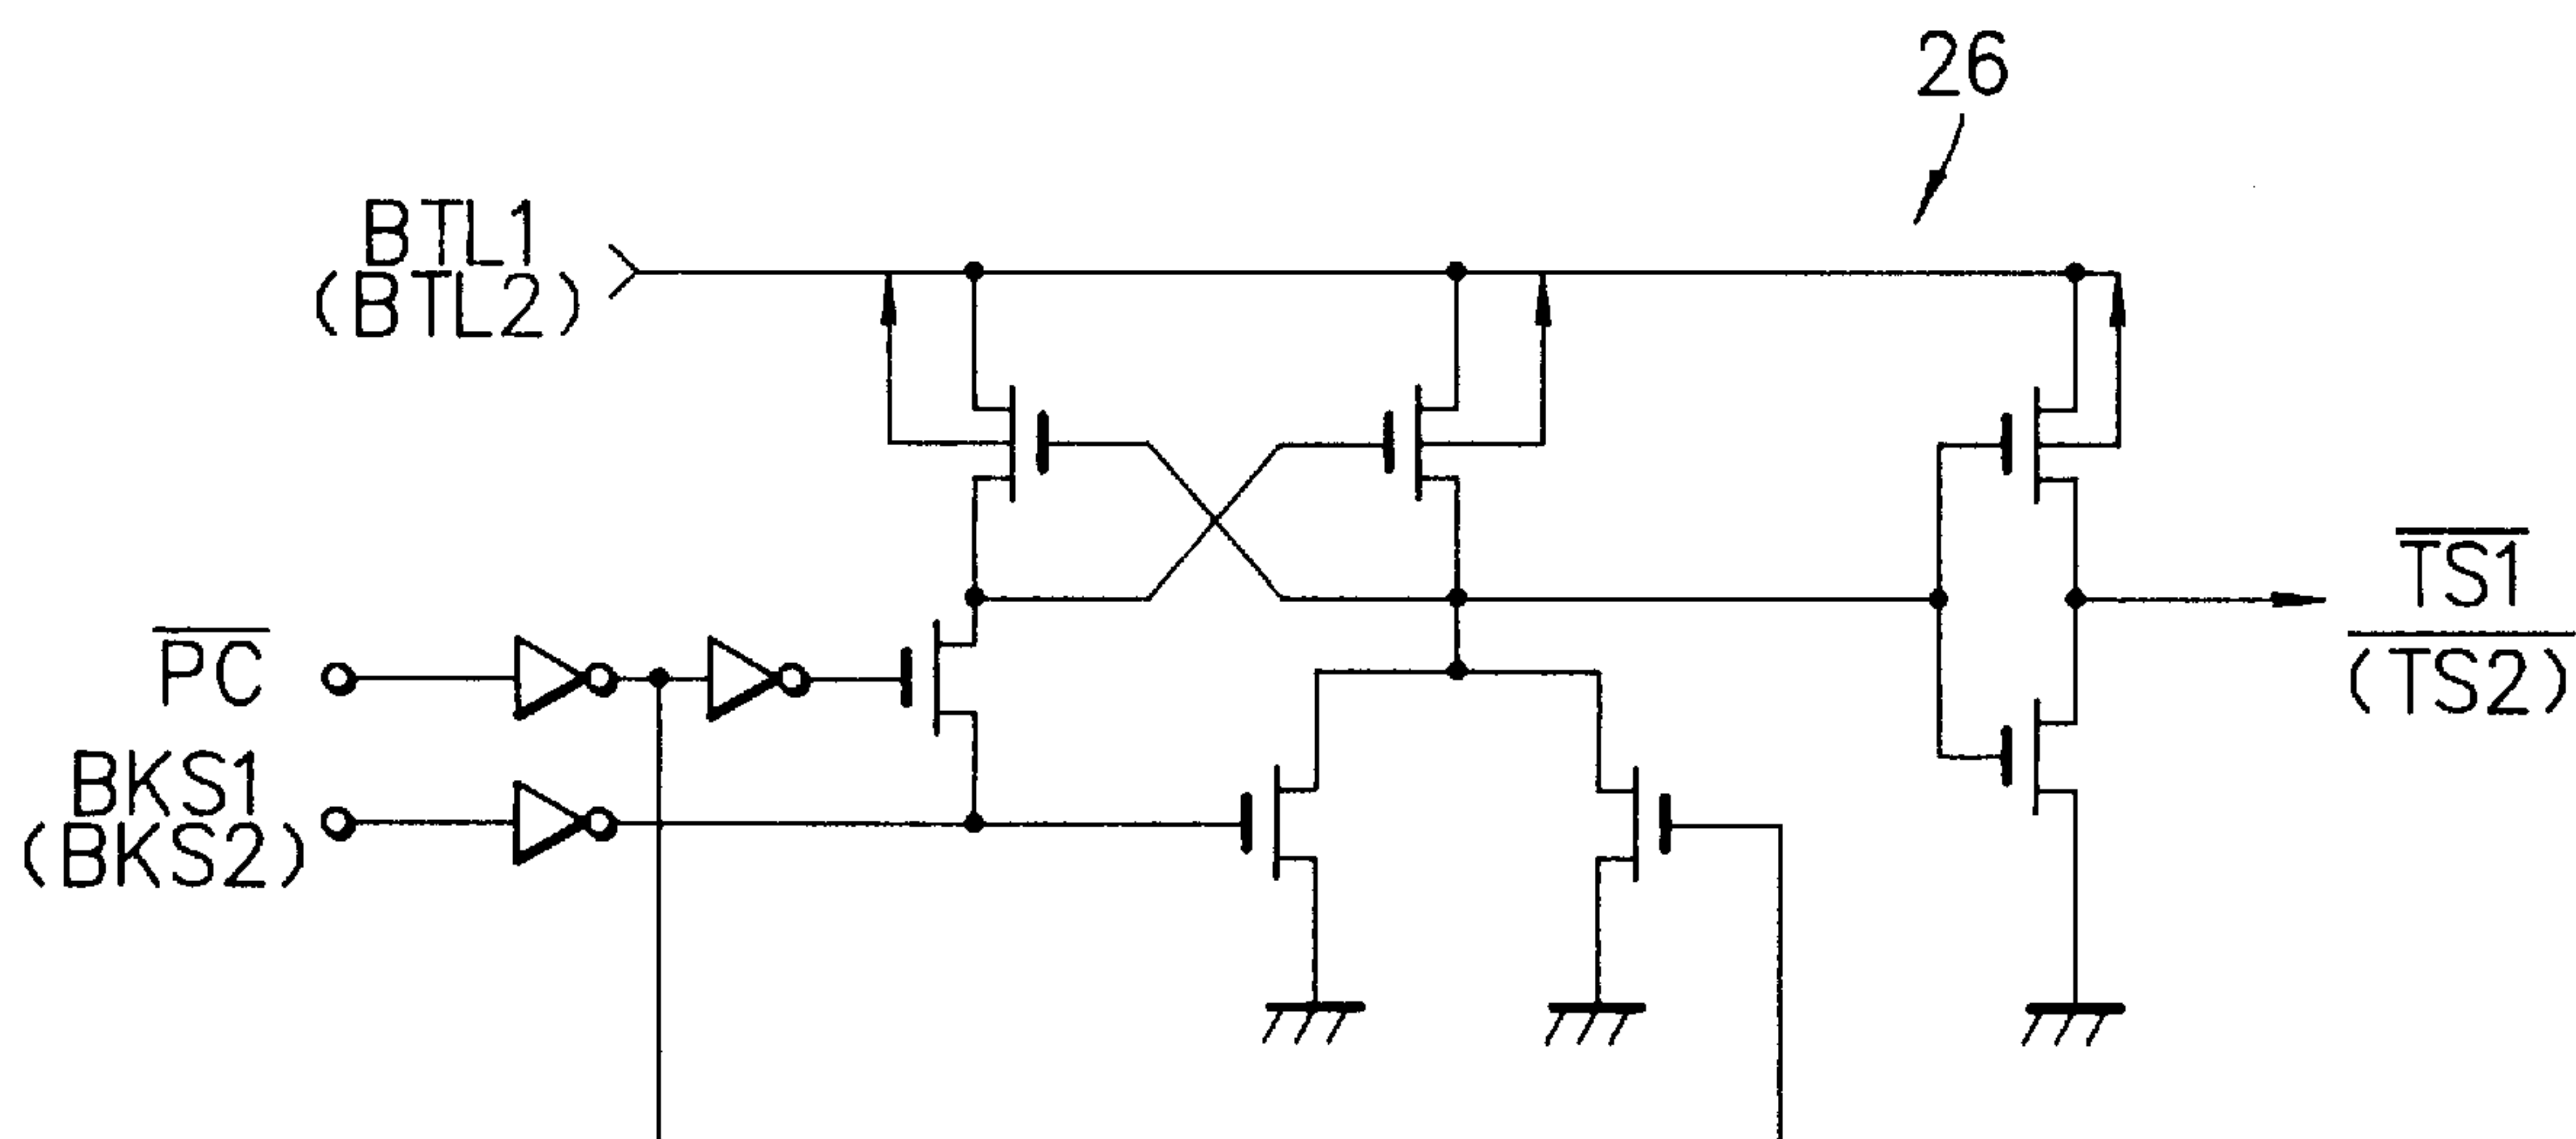 26
BTL1
(BTL2)
PC
BKS1
(BKS2)
TS1
(TS2)